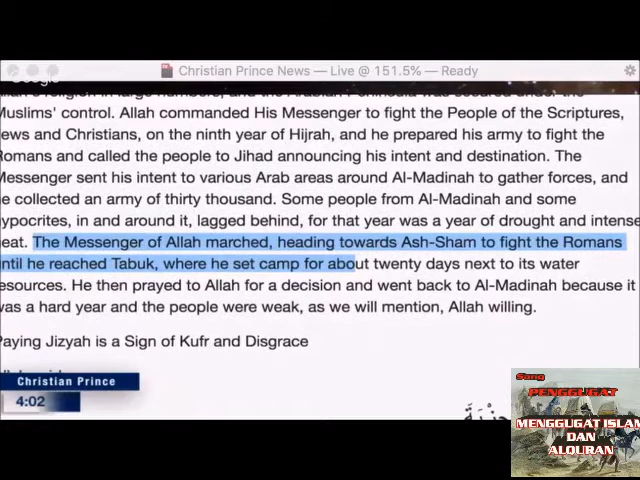 Christian Prince News — Live @ 151.5% — Ready
Muslims' control. Allah commanded His Messenger to fight the People of the Scriptures,
ews and Christians, on the ninth year of Hijrah, and he prepared his army to fight the
Romans and called the people to Jihad announcing his intent and destination. The
Messenger sent his intent to various Arab areas around Al-Madinah to gather forces, and
e collected an army of thirty thousand. Some people from Al-Madinah and some
ypocrites, in and around it, lagged behind, for that year was a year of drought and intense
eat. The Messenger of Allah marched, heading towards Ash-Sham to fight the Romans
ntil he reached Tabuk, where he set camp for about twenty days next to its water
esources. He then prayed to Allah for a decision and went back to Al-Madinah because it
was a hard year and the people were weak, as we will mention, Allah willing.
Paying Jizyah is a Sign of Kufr and Disgrace
Christian Prince
4:02
Sang
PENGGUGAT
MENGGUGAT ISLAM
DAN
ALQURAN